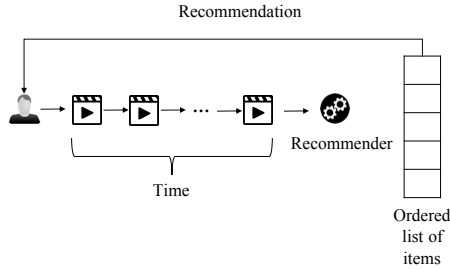 Recommendation
...
Recommender
Time
Ordered
list of
items